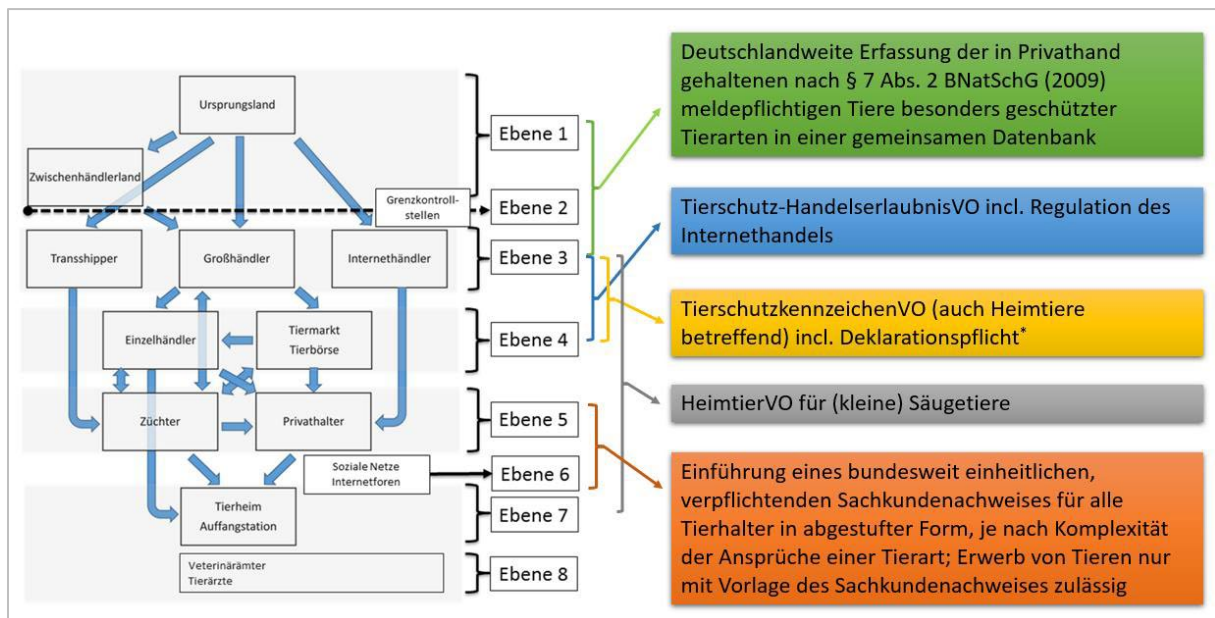 Ursprungsland
Zwischenhändlerland
Grenzkontroll-
stellen
Transshipper
Großhändler
Internethändler
Einzelhändler
Tiermarkt
Tierbörse
Züchter
Privathalter
Soziale Netze
Internetforen
Tierheim
Auffangstation
Veterinärämter
Tierärzte
Ebene 1
Ebene 2
Ebene 3
Ebene 4
Ebene 5
Ebene 6
Ebene 7
Ebene 8
Deutschlandweite Erfassung der in Privathand
gehaltenen nach § 7 Abs. 2 BNatSchG (2009)
meldepflichtigen Tiere besonders geschützter
Tierarten in einer gemeinsamen Datenbank
Tierschutz-HandelserlaubnisVO incl. Regulation des
Internethandels
TierschutzkennzeichenVO (auch Heimtiere
betreffend) incl. Deklarationspflicht*
HeimtierVO für (kleine) Säugetiere
Einführung eines bundesweit einheitlichen,
verpflichtenden Sachkundenachweises für alle
Tierhalter in abgestufter Form, je nach Komplexität
der Ansprüche einer Tierart; Erwerb von Tieren nur
mit Vorlage des Sachkundenachweises zulässig